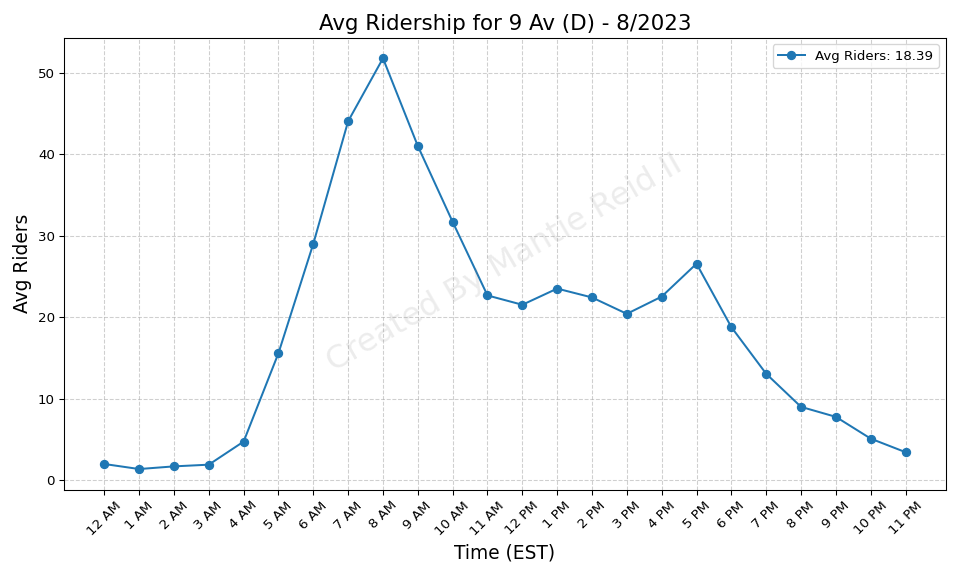 Avg Ridership for 9 Av (D) - 8/2023
Avg Riders: 18.39
Avg Riders
50
40
30
20
10
0
Created By Mantie Reid II
12 AM
1 AM
2 AM
3 AM
4 AM
5 AM
6 AM
7 AM
8 AM
9 AM
10 AM
11 AM
12 PM
1 PM
2 PM
3 PM
4 PM
5 PM
6 PM
7 PM
8 PM
9 PM
10 PM
11 PM
Time (EST)